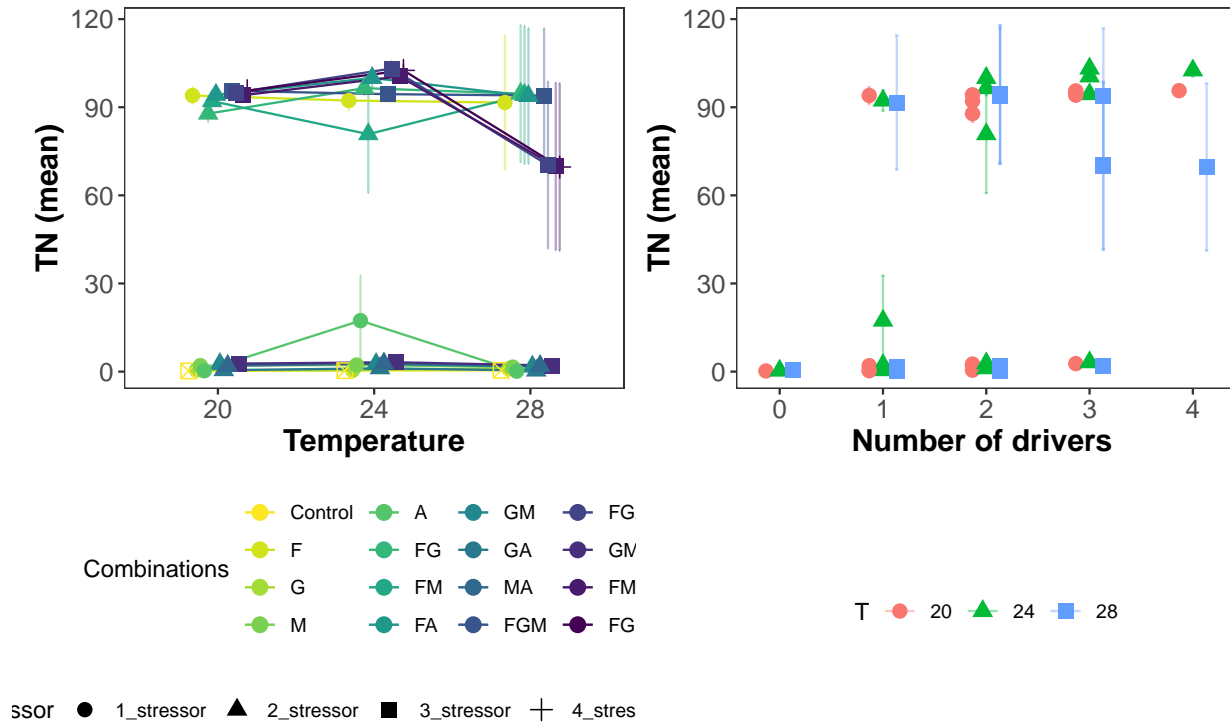 120
90
60
30
0
TN (mean)
20 24 28
Temperature
120
90
60
30
0
TN (mean)
0 1 2 3 4
Number of drivers
Combinations
Control A GM FG
F FG GA GM
G FM MA FM
M FA FGM FG
T 20 24 28
ssor 1_stressor 2_stressor 3_stressor 4_stres